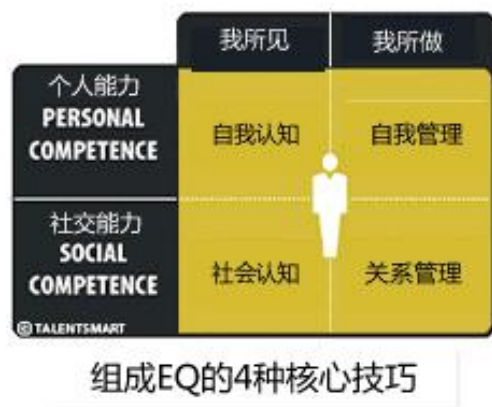 我所见 我所做
个人能力
PERSONAL
COMPETENCE
自我认知 自我管理
社交能力
SOCIAL
COMPETENCE
社会认知 关系管理
© TALENTSMART
组成EQ的4种核心技巧